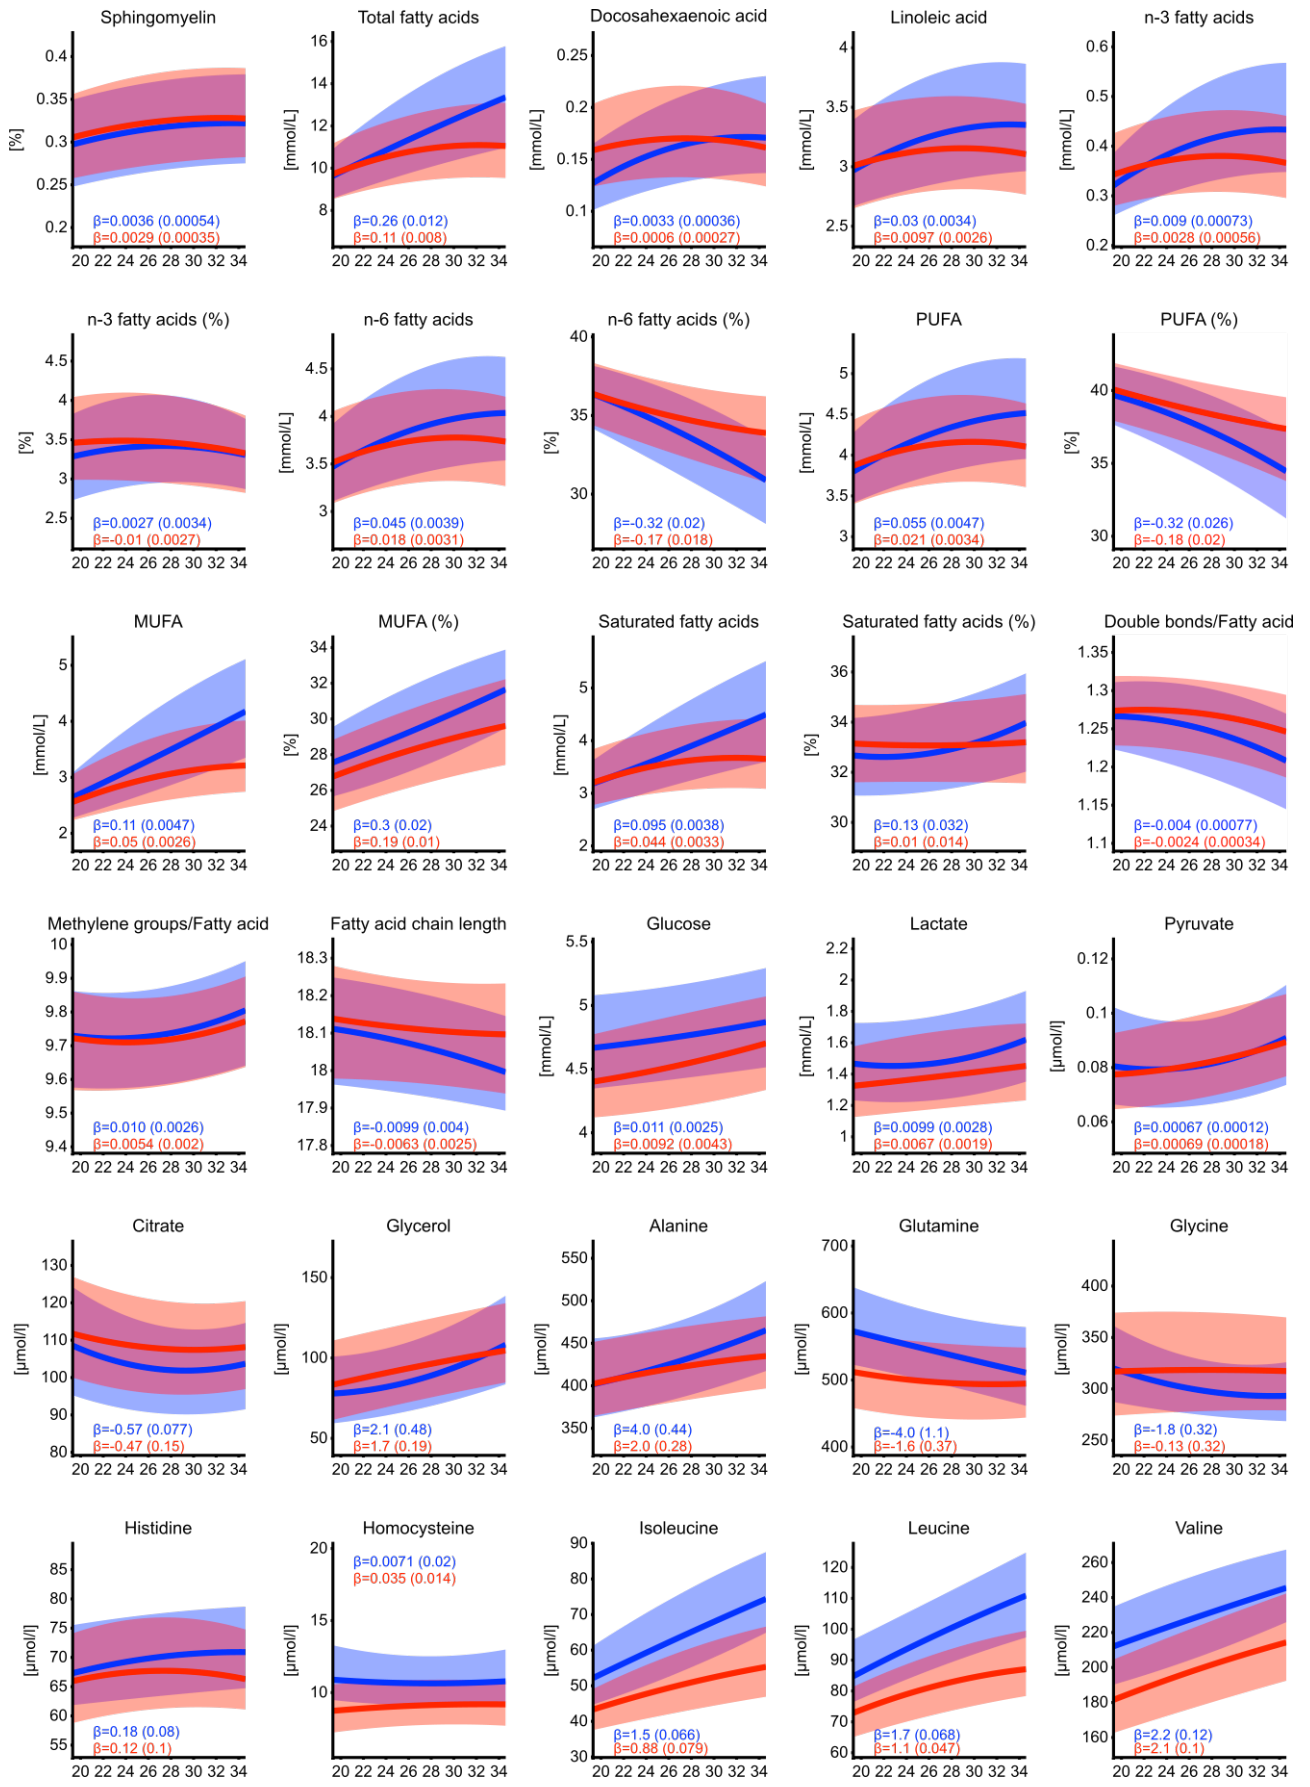 Sphingomyelin
0.4
0.35
0.3
0.25
0.2
[%]
β=0.0036 (0.00054)
β=0.0029 (0.00035)
20 22 24 26 28 30 32 34
Total fatty acids
16
14
12
10
8
[mmol/L]
β=0.26 (0.012)
β=0.11 (0.008)
20 22 24 26 28 30 32 34
Docosahexaenoic acid
0.25
0.2
0.15
0.1
[mmol/L]
β=0.0033 (0.00036)
β=0.0006 (0.00027)
20 22 24 26 28 30 32 34
Linoleic acid
4
3.5
3
2.5
[mmol/L]
β=0.03 (0.0034)
β=0.0097 (0.0026)
20 22 24 26 28 30 32 34
n-3 fatty acids
0.6
0.5
0.4
0.3
0.2
[mmol/L]
β=0.009 (0.00073)
β=0.0028 (0.00056)
20 22 24 26 28 30 32 34
n-3 fatty acids (%)
4.5
4
3.5
3
2.5
[%]
β=0.0027 (0.0034)
β=-0.01 (0.0027)
20 22 24 26 28 30 32 34
n-6 fatty acids
4.5
4
3.5
3
[mmol/L]
β=0.045 (0.0039)
β=0.018 (0.0031)
20 22 24 26 28 30 32 34
n-6 fatty acids (%)
40
35
30
[%]
β=-0.32 (0.02)
β=-0.17 (0.018)
20 22 24 26 28 30 32 34
PUFA
5
4.5
4
3.5
3
[mmol/L]
β=0.055 (0.0047)
β=0.021 (0.0034)
20 22 24 26 28 30 32 34
PUFA (%)
40
35
30
[%]
β=-0.32 (0.026)
β=-0.18 (0.02)
20 22 24 26 28 30 32 34
MUFA
5
4
3
2
[mmol/L]
β=0.11 (0.0047)
β=0.05 (0.0026)
20 22 24 26 28 30 32 34
MUFA (%)
34
32
30
28
26
24
[%]
β=0.3 (0.02)
β=0.19 (0.01)
20 22 24 26 28 30 32 34
Saturated fatty acids
5
4
3
2
[mmol/L]
β=0.095 (0.0038)
β=0.044 (0.0033)
20 22 24 26 28 30 32 34
Saturated fatty acids (%)
36
34
32
30
[%]
β=0.13 (0.032)
β=0.01 (0.014)
20 22 24 26 28 30 32 34
Double bonds/Fatty acid
1.35
1.3
1.25
1.2
1.15
1.1
β=-0.004 (0.00077)
β=-0.0024 (0.00034)
20 22 24 26 28 30 32 34
Methylene groups/Fatty acid
10
9.9
9.8
9.7
9.6
9.5
9.4
β=0.010 (0.0026)
β=0.0054 (0.002)
20 22 24 26 28 30 32 34
Fatty acid chain length
18.3
18.2
18.1
18
17.9
17.8
β=-0.0099 (0.004)
β=-0.0063 (0.0025)
20 22 24 26 28 30 32 34
Glucose
5.5
5
4.5
4
[mmol/L]
β=0.011 (0.0025)
β=0.0092 (0.0043)
20 22 24 26 28 30 32 34
Lactate
2.2
2
1.8
1.6
1.4
1.2
1
[mmol/L]
β=0.0099 (0.0028)
β=0.0067 (0.0019)
20 22 24 26 28 30 32 34
Pyruvate
0.12
0.1
0.08
0.06
[µmol/l]
β=0.00067 (0.00012)
β=0.00069 (0.00018)
20 22 24 26 28 30 32 34
Citrate
130
120
110
100
90
80
[µmol/l]
β=-0.57 (0.077)
β=-0.47 (0.15)
20 22 24 26 28 30 32 34
Glycerol
150
100
50
[µmol/l]
β=2.1 (0.48)
β=1.7 (0.19)
20 22 24 26 28 30 32 34
Alanine
550
500
450
400
350
[µmol/l]
β=4.0 (0.44)
β=2.0 (0.28)
20 22 24 26 28 30 32 34
Glutamine
700
600
500
400
[µmol/l]
β=-4.0 (1.1)
β=-1.6 (0.37)
20 22 24 26 28 30 32 34
Glycine
400
350
300
250
[µmol/l]
β=-1.8 (0.32)
β=-0.13 (0.32)
20 22 24 26 28 30 32 34
Histidine
85
80
75
70
65
60
55
[µmol/l]
β=0.18 (0.08)
β=0.12 (0.1)
20 22 24 26 28 30 32 34
Homocysteine
20
15
10
[µmol/l]
β=0.0071 (0.02)
β=0.035 (0.014)
20 22 24 26 28 30 32 34
Isoleucine
90
80
70
60
50
40
30
[µmol/l]
β=1.5 (0.066)
β=0.88 (0.079)
20 22 24 26 28 30 32 34
Leucine
120
110
100
90
80
70
60
[µmol/l]
β=1.7 (0.068)
β=1.1 (0.047)
20 22 24 26 28 30 32 34
Valine
260
240
220
200
180
160
[µmol/l]
β=2.2 (0.12)
β=2.1 (0.1)
20 22 24 26 28 30 32 34